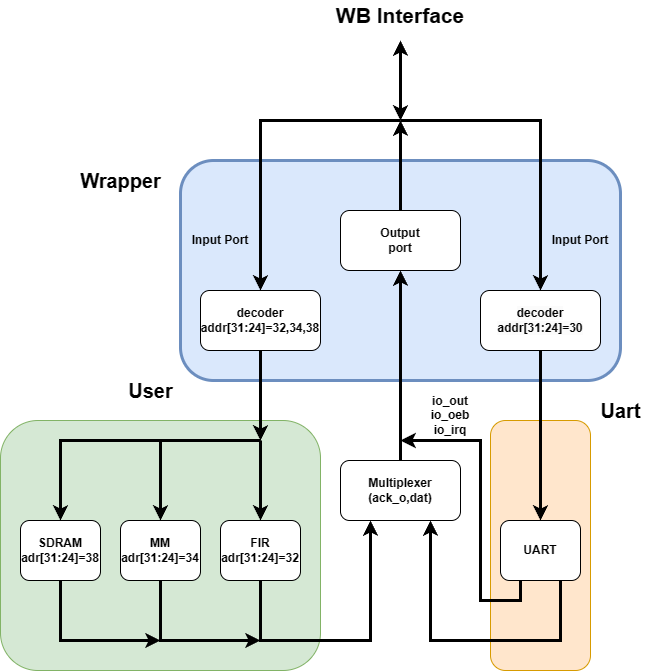 WB Interface
Wrapper
Input Port
Output
port
Input Port
decoder
addr[31:24]=32,34,38
decoder
addr[31:24]=30
User
io_out
io_oeb
io_irq
Uart
Multiplexer
(ack_o,dat)
SDRAM
adr[31:24]=38
MM
adr[31:24]=34
FIR
adr[31:24]=32
UART